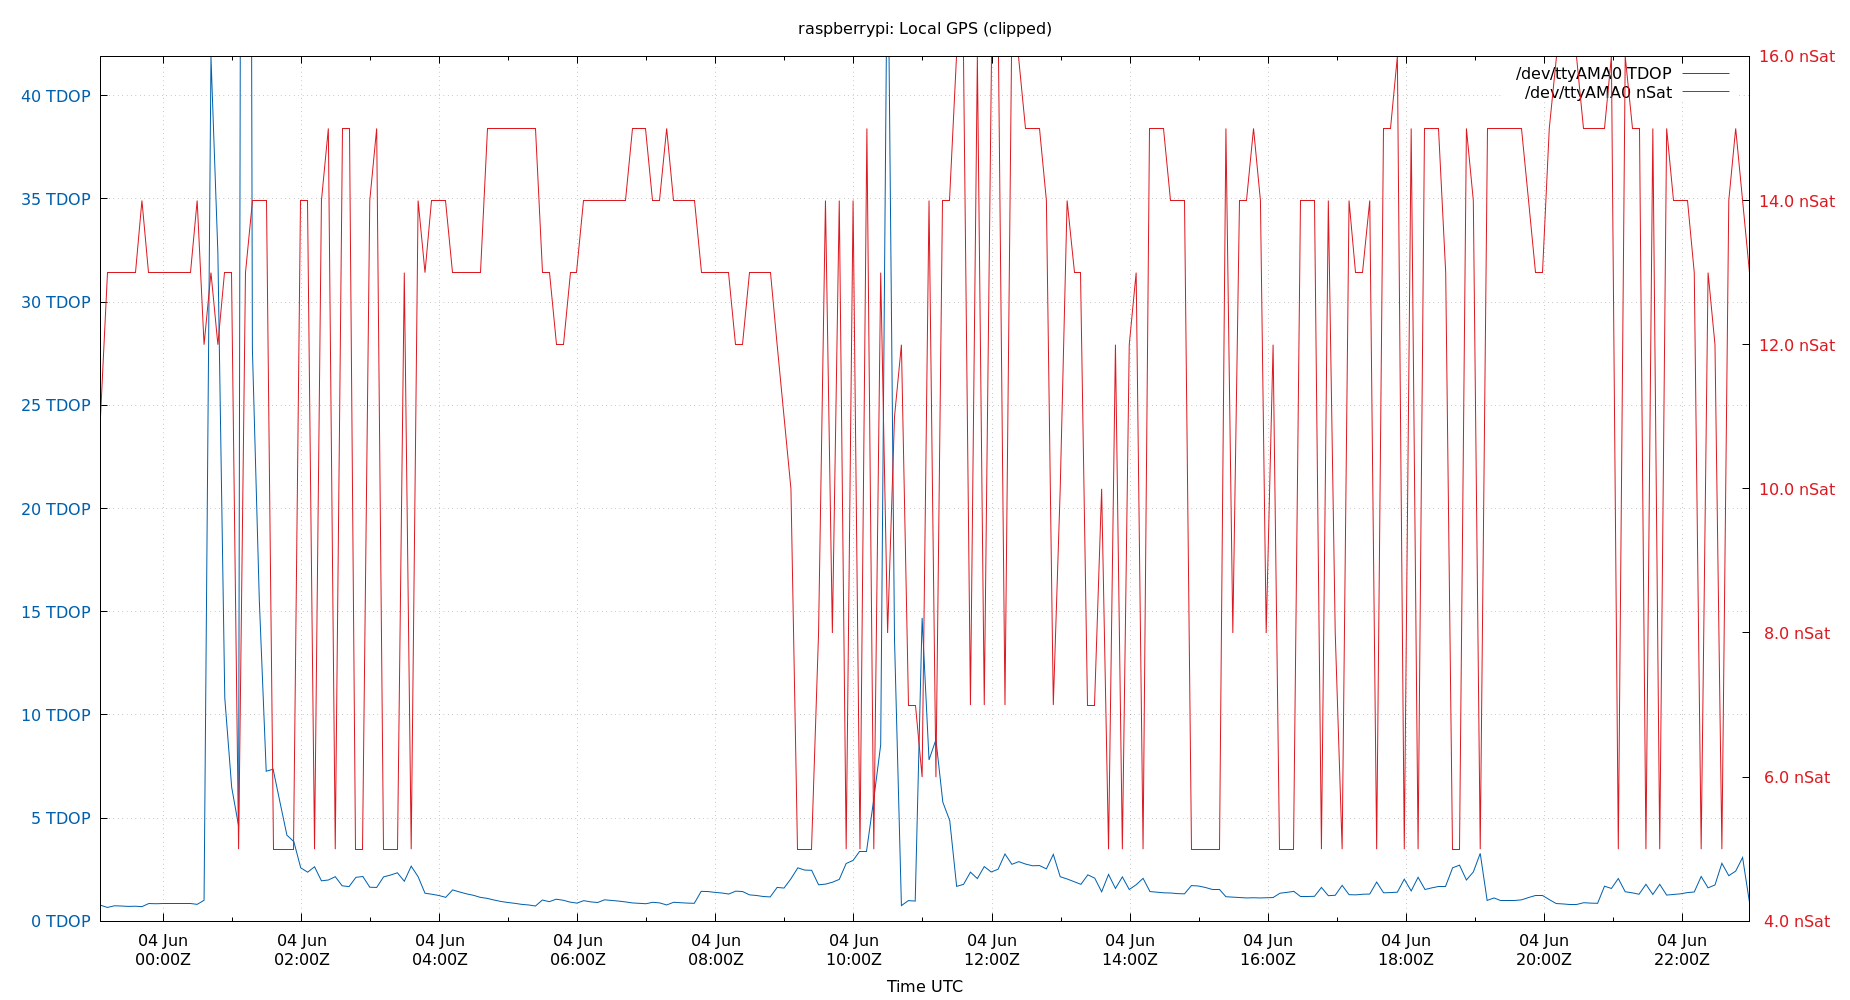 raspberrypi: Local GPS (clipped)
/dev/ttyAMA0 TDOP
/dev/ttyAMA0 nSat
40 TDOP
35 TDOP
30 TDOP
25 TDOP
20 TDOP
15 TDOP
10 TDOP
5 TDOP
0 TDOP
16.0 nSat
14.0 nSat
12.0 nSat
10.0 nSat
8.0 nSat
6.0 nSat
4.0 nSat
04 Jun 04 Jun 04 Jun 04 Jun 04 Jun 04 Jun 04 Jun 04 Jun 04 Jun 04 Jun 04 Jun 04 Jun
00:00Z 02:00Z 04:00Z 06:00Z 08:00Z 10:00Z 12:00Z 14:00Z 16:00Z 18:00Z 20:00Z 22:00Z
Time UTC